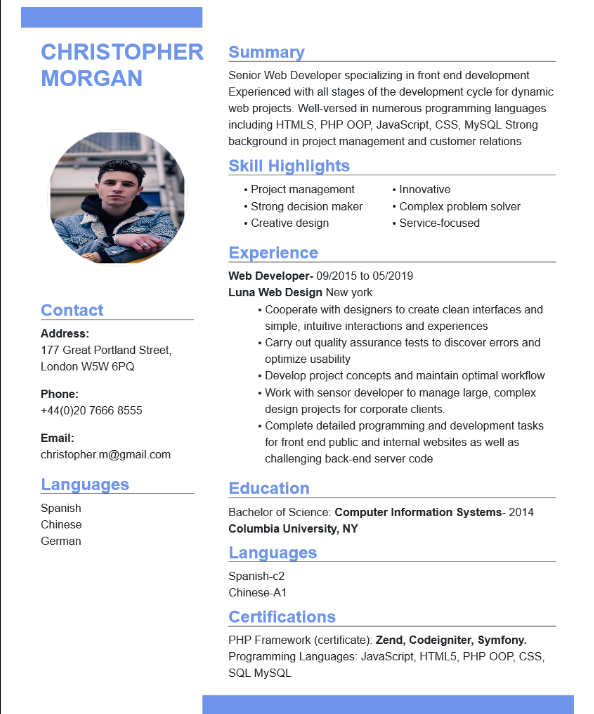 CHRISTOPHER
MORGAN
Contact
Address:
177 Great Portland Street,
London W5W 6PQ
Phone:
+44(0)20 7666 8555
Email:
christopher.m@gmail.com
Languages
Spanish
Chinese
German
Summary
Senior Web Developer specializing in front end development
Experienced with all stages of the development cycle for dynamic
web projects. Well-versed in numerous programming languages
including HTMLS, PHP OOP, JavaScript, CSS, MySQL Strong
background in project management and customer relations
Skill Highlights
• Project management
• Strong decision maker
• Creative design
• Innovative
• Complex problem solver
• Service-focused
Experience
Web Developer- 09/2015 to 05/2019
Luna Web Design New york
• Cooperate with designers to create clean interfaces and
simple, intuitive interactions and experiences
• Carry out quality assurance tests to discover errors and
optimize usability
• Develop project concepts and maintain optimal workflow
• Work with sensor developer to manage large, complex
design projects for corporate clients.
• Complete detailed programming and development tasks
for front end public and internal websites as well as
challenging back-end server code
Education
Bachelor of Science: Computer Information Systems- 2014
Columbia University, NY
Languages
Spanish-c2
Chinese-A1
Certifications
PHP Framework (certificate): Zend, Codeigniter, Symfony.
Programming Languages: JavaScript, HTML5, PHP OOP, CSS,
SQL MySQL